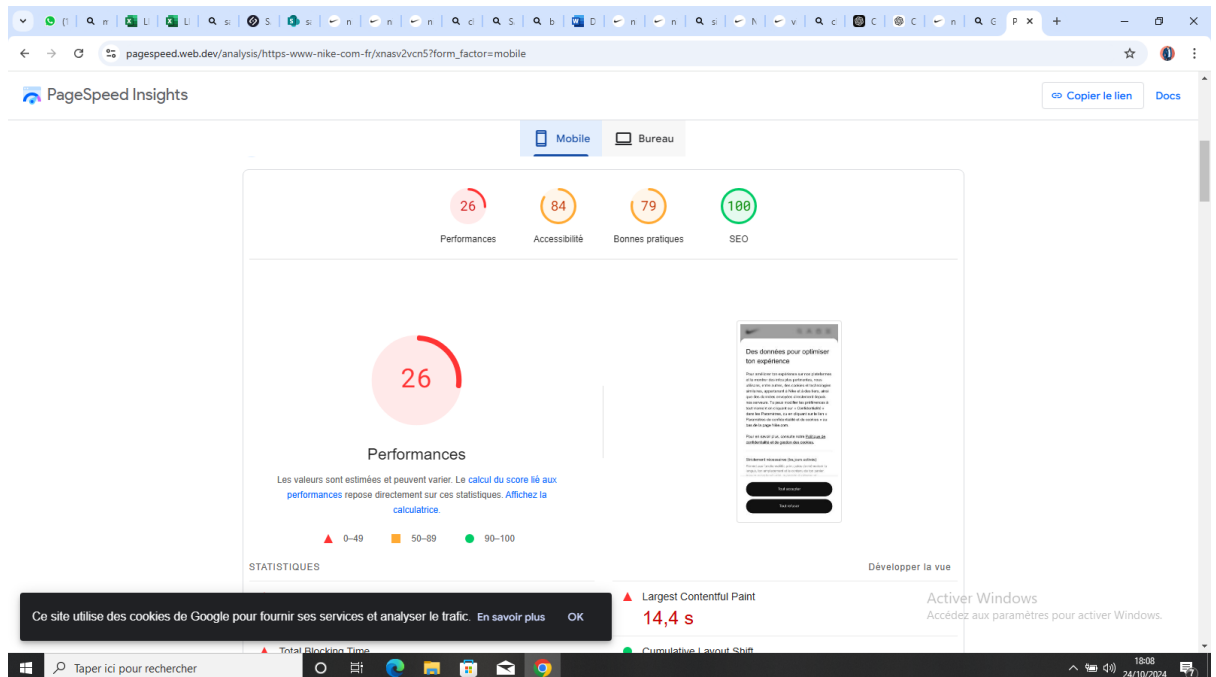 pagespeed.web.dev/analysis/https-www-nike-com-fr/xnasv2vcn5?form_factor=mobile
PageSpeed Insights
Copier le lien
Docs
Mobile
Bureau
26
84
79
100
Performances
Accessibilité
Bonnes pratiques
SEO
26
Des données pour optimiser
ton expérience
Performances
Les valeurs sont estimées et peuvent varier. Le calcul du score lié aux
performances repose directement sur ces statistiques. Affichez la
calculatrice.
0–49
50–89
90–100
Tout accepter
Tout refuser
STATISTIQUES
Développer la vue
Largest Contentful Paint
14,4 s
Ce site utilise des cookies de Google pour fournir ses services et analyser le trafic. En savoir plus
OK
Activer Windows
Accédez aux paramètres pour activer Windows.
Total Blocking Time
Cumulative Layout Shift
Taper ici pour rechercher
18:08
24/10/2024